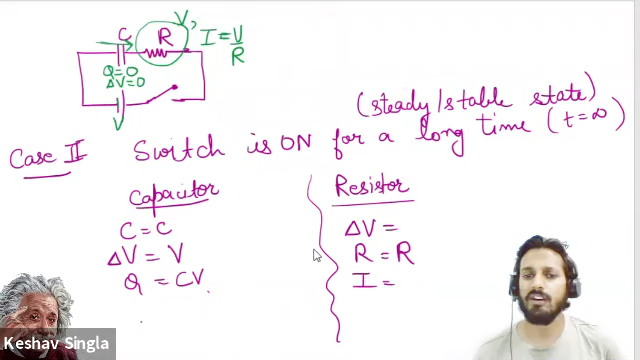 C R V, I = V/R
Q=0
ΔV=0
V
(steady/stable state)
Case II Switch is ON for a long time (t=∞)
Capacitor
Resistor
C = C
ΔV =
ΔV = V
R = R
Q = CV
I =
Keshav Singla